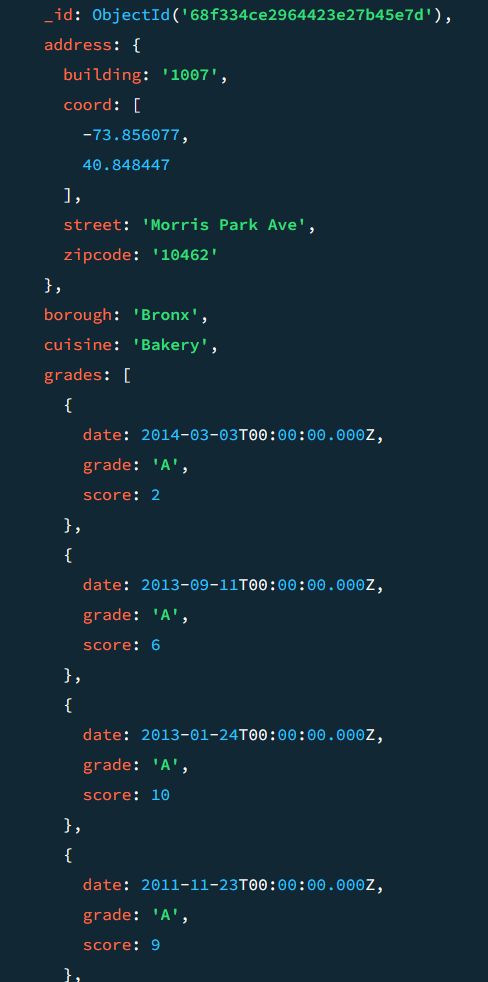 _id: ObjectId('68f334ce2964423e27b45e7d'),
address: {
building: '1007',
coord: [
-73.856077,
40.848447
],
street: 'Morris Park Ave',
zipcode: '10462'
},
borough: 'Bronx',
cuisine: 'Bakery',
grades: [
{
date: 2014-03-03T00:00:00.000Z,
grade: 'A',
score: 2
},
{
date: 2013-09-11T00:00:00.000Z,
grade: 'A',
score: 6
},
{
date: 2013-01-24T00:00:00.000Z,
grade: 'A',
score: 10
},
{
date: 2011-11-23T00:00:00.000Z,
grade: 'A',
score: 9
},